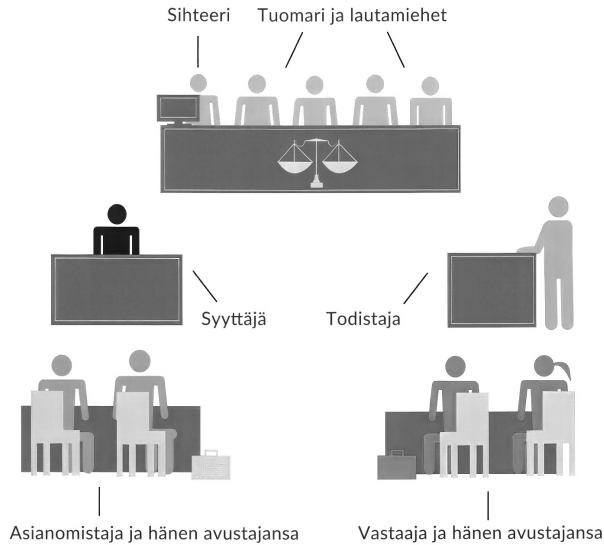 Sihteeri
Tuomari ja lautamiehet
Syyttäjä
Todistaja
Asianomistaja ja hänen avustajansa
Vastaaja ja hänen avustajansa